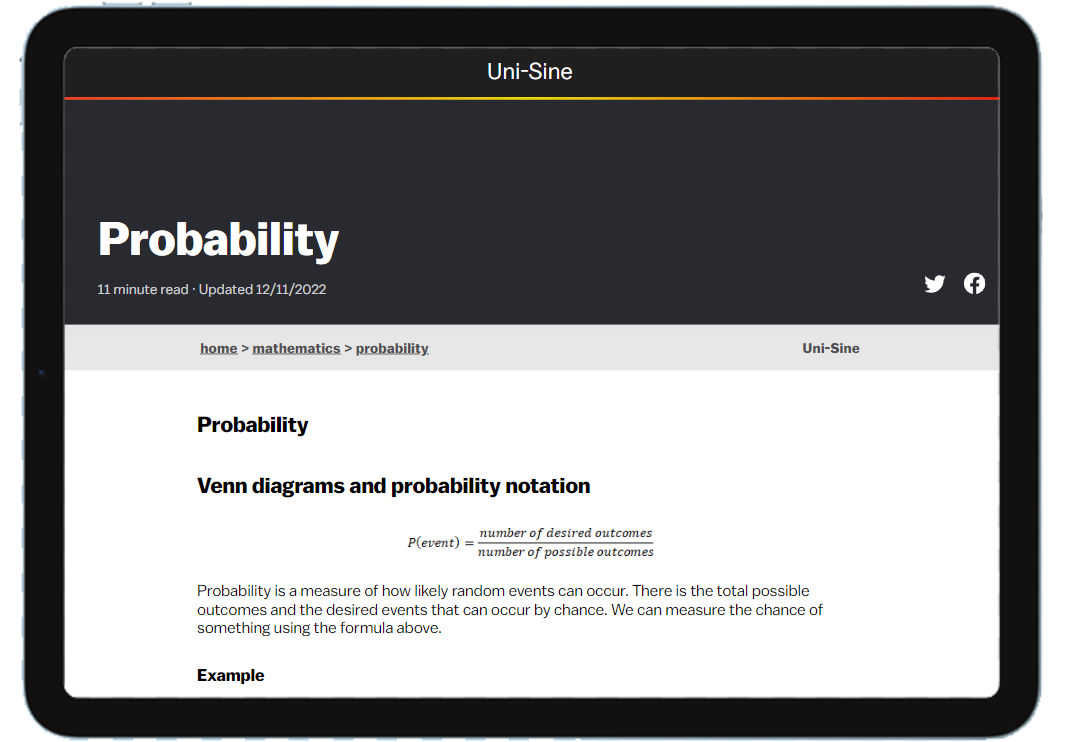 Uni-Sine
Probability
11 minute read · Updated 12/11/2022
home > mathematics > probability
Uni-Sine
Probability
Venn diagrams and probability notation
P(event) = number of desired outcomes / number of possible outcomes
Probability is a measure of how likely random events can occur. There is the total possible
outcomes and the desired events that can occur by chance. We can measure the chance of
something using the formula above.
Example